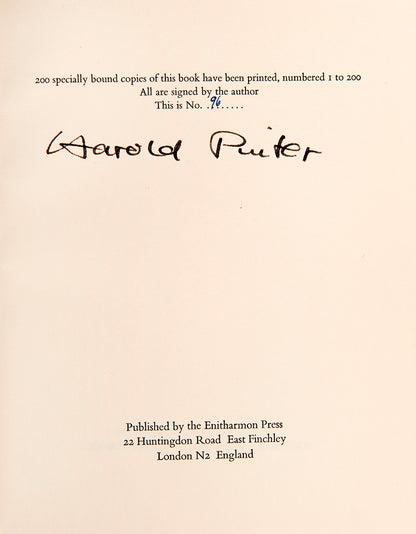 200 specially bound copies of this book have been printed, numbered 1 to 200
All are signed by the author
This is No. .96.....
Harold Pinter
Published by the Enitharmon Press
22 Huntingdon Road East Finchley
London N2 England